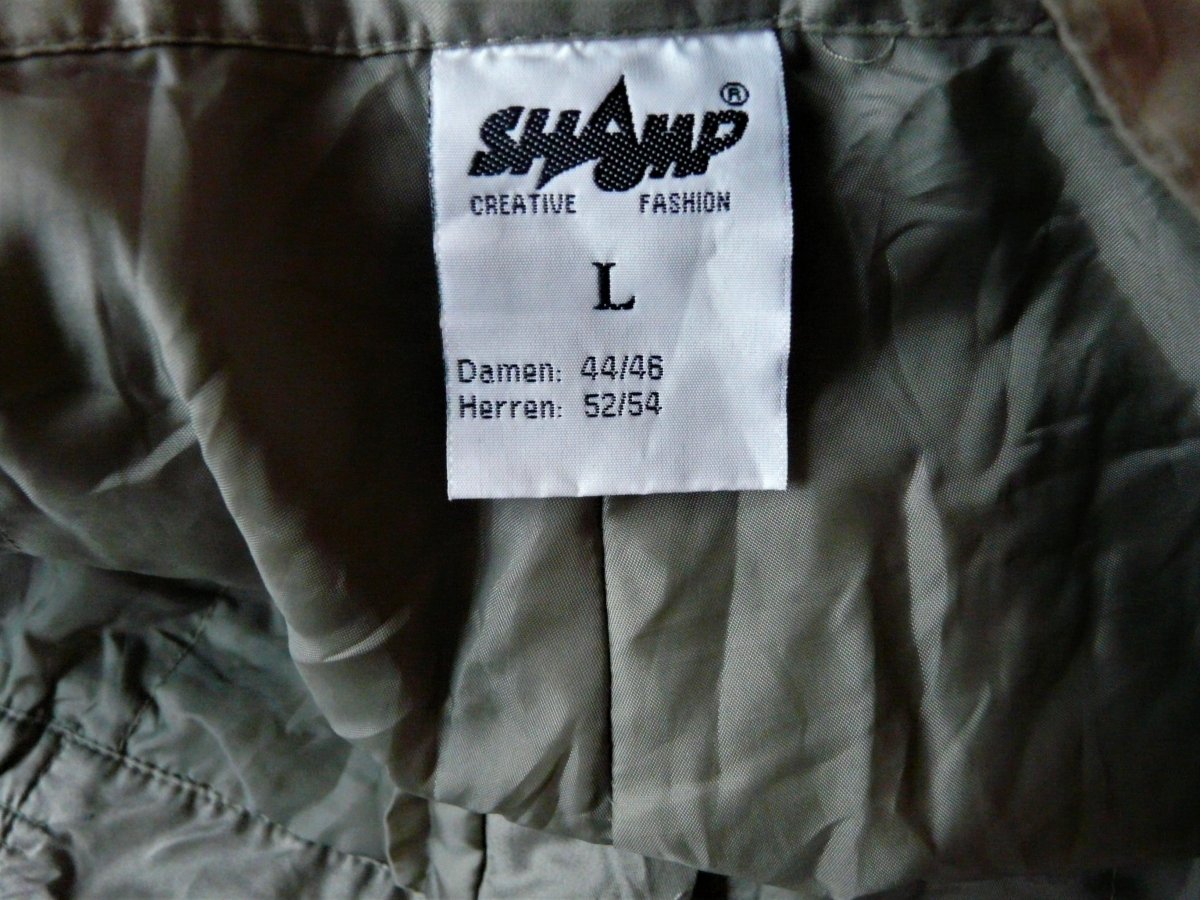 SHAMP®
CREATIVE FASHION
L
Damen: 44/46
Herren: 52/54